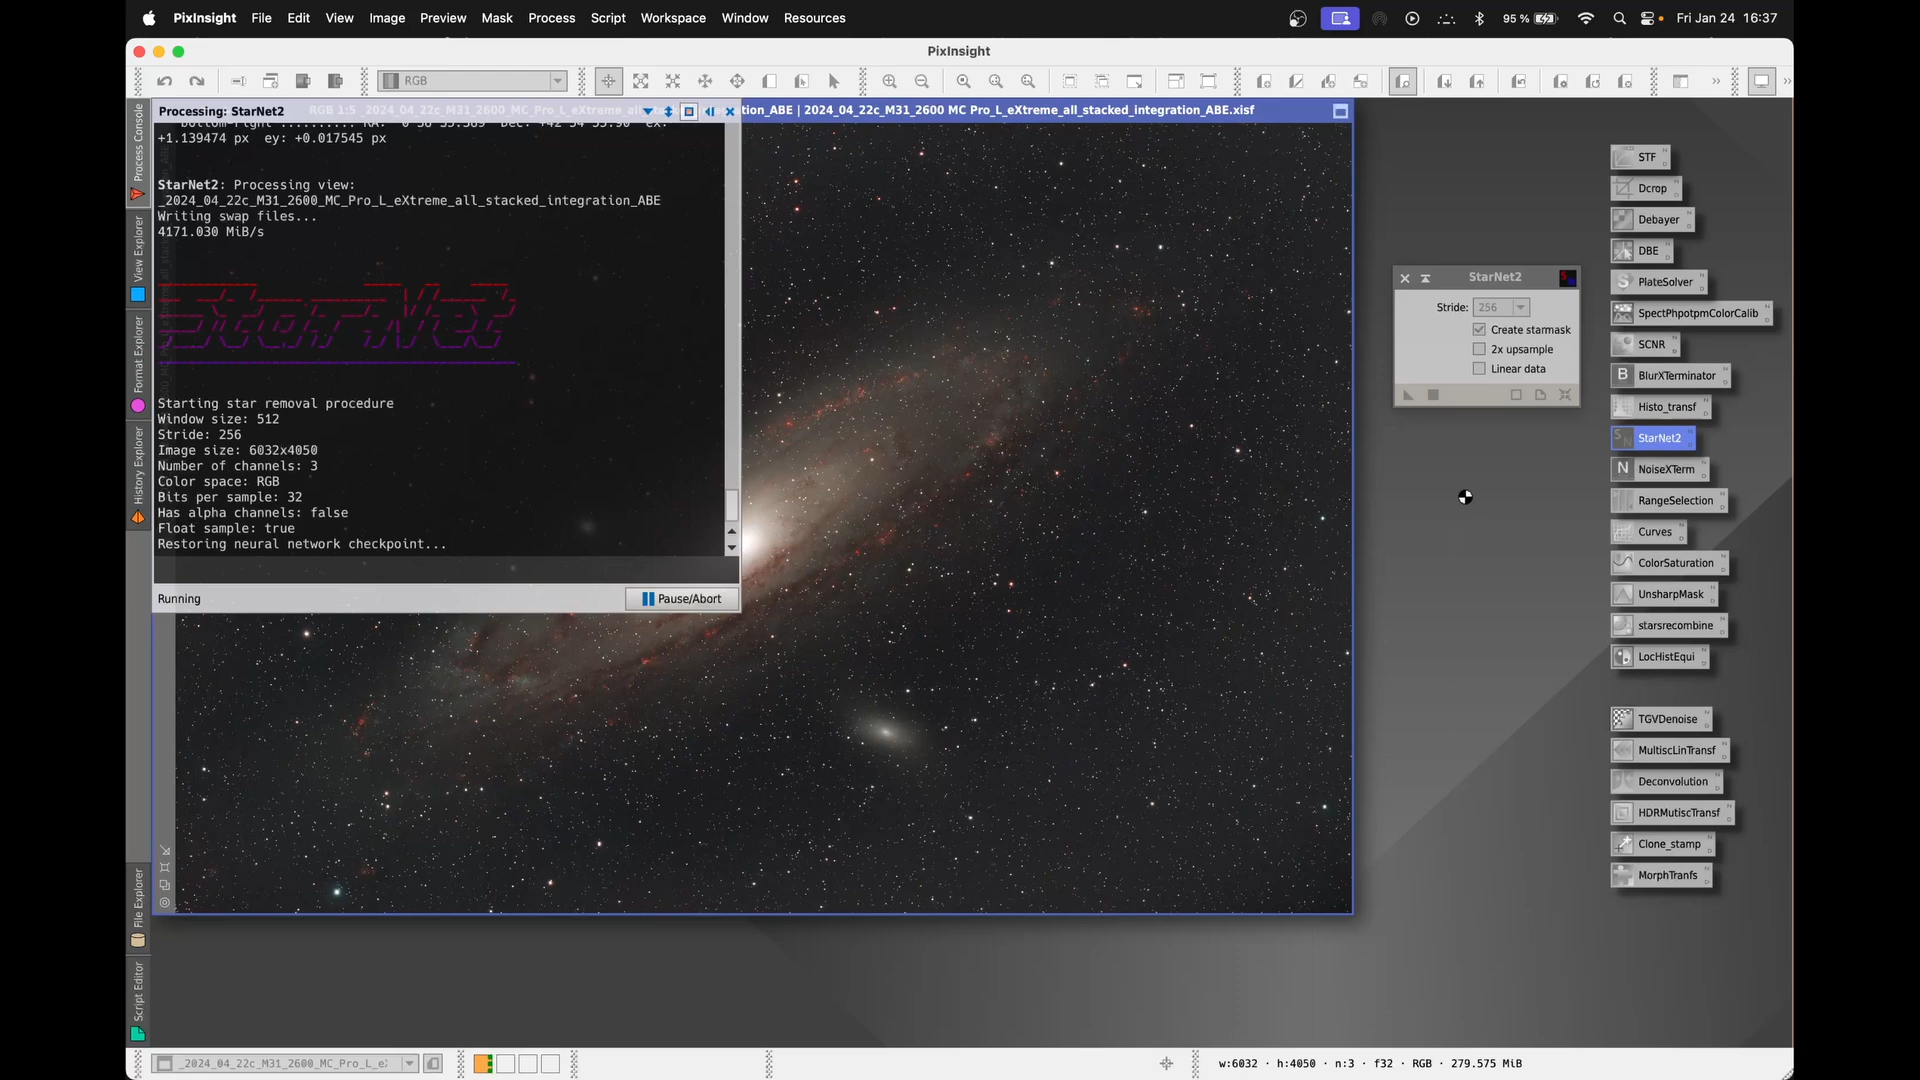 PixInsight File Edit View Image Preview Mask Process Script Workspace Window Resources
95 % Fri Jan 24 16:37
PixInsight
RGB
Processing: StarNet2
ion_ABE | 2024_04_22c_M31_2600 MC Pro_L_eXtreme_all_stacked_integration_ABE.xisf
+1.139474 px ey: +0.017545 px
StarNet2: Processing view:
_2024_04_22c_M31_2600_MC_Pro_L_eXtreme_all_stacked_integration_ABE
Writing swap files...
4171.030 MiB/s
StarNet
Starting star removal procedure
Window size: 512
Stride: 256
Image size: 6032x4050
Number of channels: 3
Color space: RGB
Bits per sample: 32
Has alpha channels: false
Float sample: true
Restoring neural network checkpoint...
Running
Pause/Abort
Process Console
View Explorer
Format Explorer
History Explorer
File Explorer
Script Editor
StarNet2
Stride: 256
Create starmask
2x upsample
Linear data
STF
Dcrop
Debayer
DBE
PlateSolver
SpectPhpotpmColorCalib
SCNR
BlurXTerminator
Histo_transf
StarNet2
NoiseXTerm
RangeSelection
Curves
ColorSaturation
UnsharpMask
starsrecombine
LocHistEqui
TGVDenoise
MultiscLinTransf
Deconvolution
HDRMutiscTransf
Clone_stamp
MorphTranfs
_2024_04_22c_M31_2600_MC_Pro_L_e
w:6032 · h:4050 · n:3 · f32 · RGB · 279.575 MiB